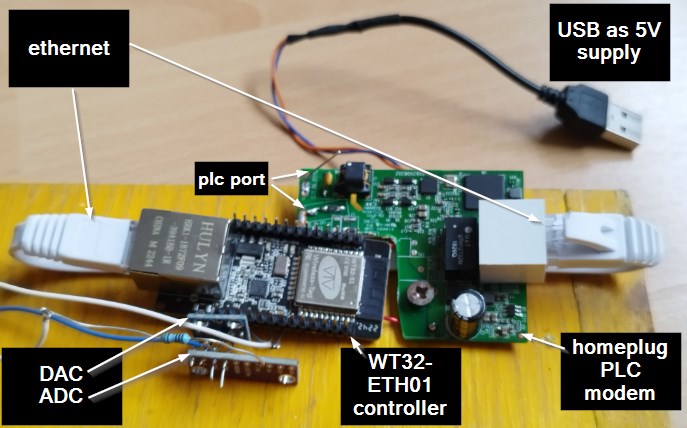 ethernet
USB as 5V
supply
plc port
HULYN
DAC
ADC
WT32-
ETH01
controller
homeplug
PLC
modem